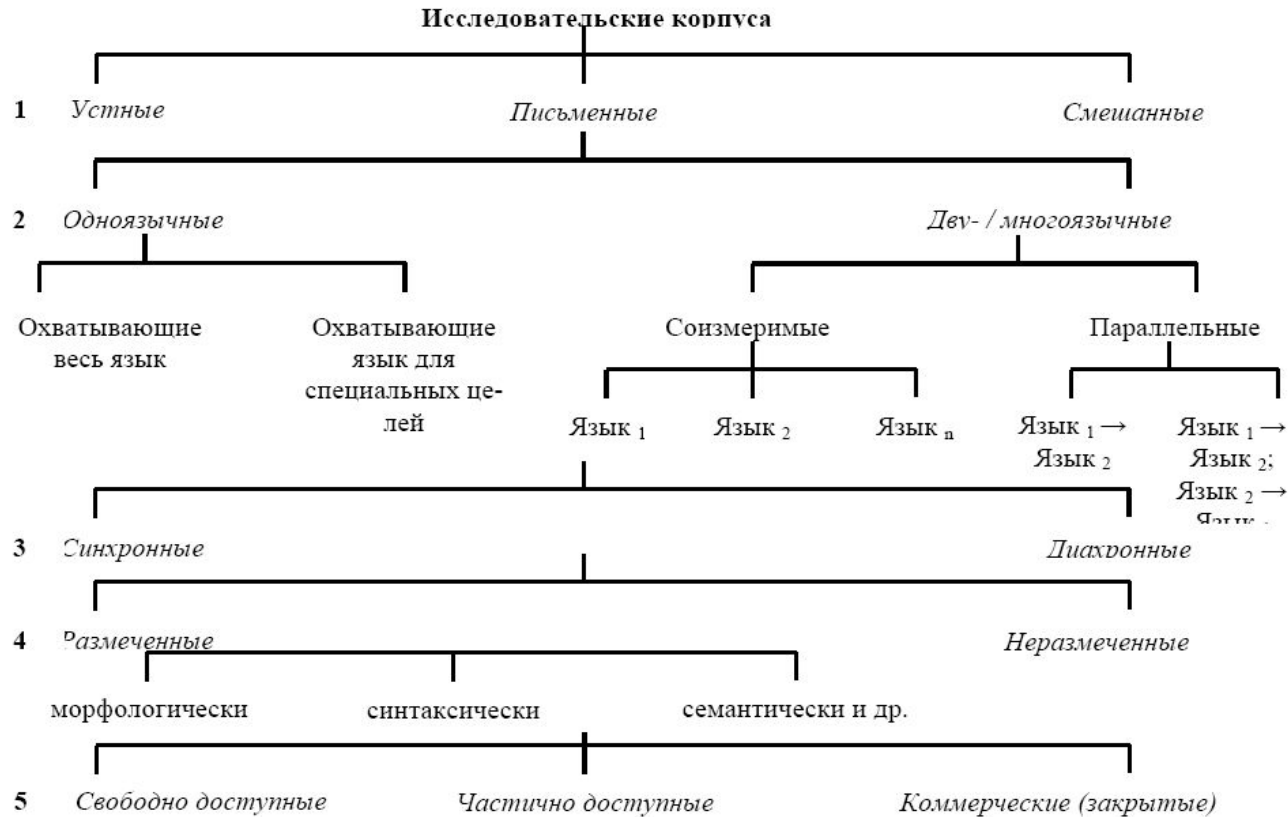 Исследовательские корпуса
1 Устные Письменные Смешанные
2 Одноязычные Дву- / многоязычные
Охватывающие Охватывающие Соизмеримые Параллельные
весь язык язык для
специальных це-
лей Язык 1 Язык 2 Язык n Язык 1 → Язык 1 →
Язык 2 Язык 2;
Язык 2 →
3 Синхронные Диахронные
4 Размеченные Неразмеченные
морфологически синтаксически семантически и др.
5 Свободно доступные Частично доступные Коммерческие (закрытые)